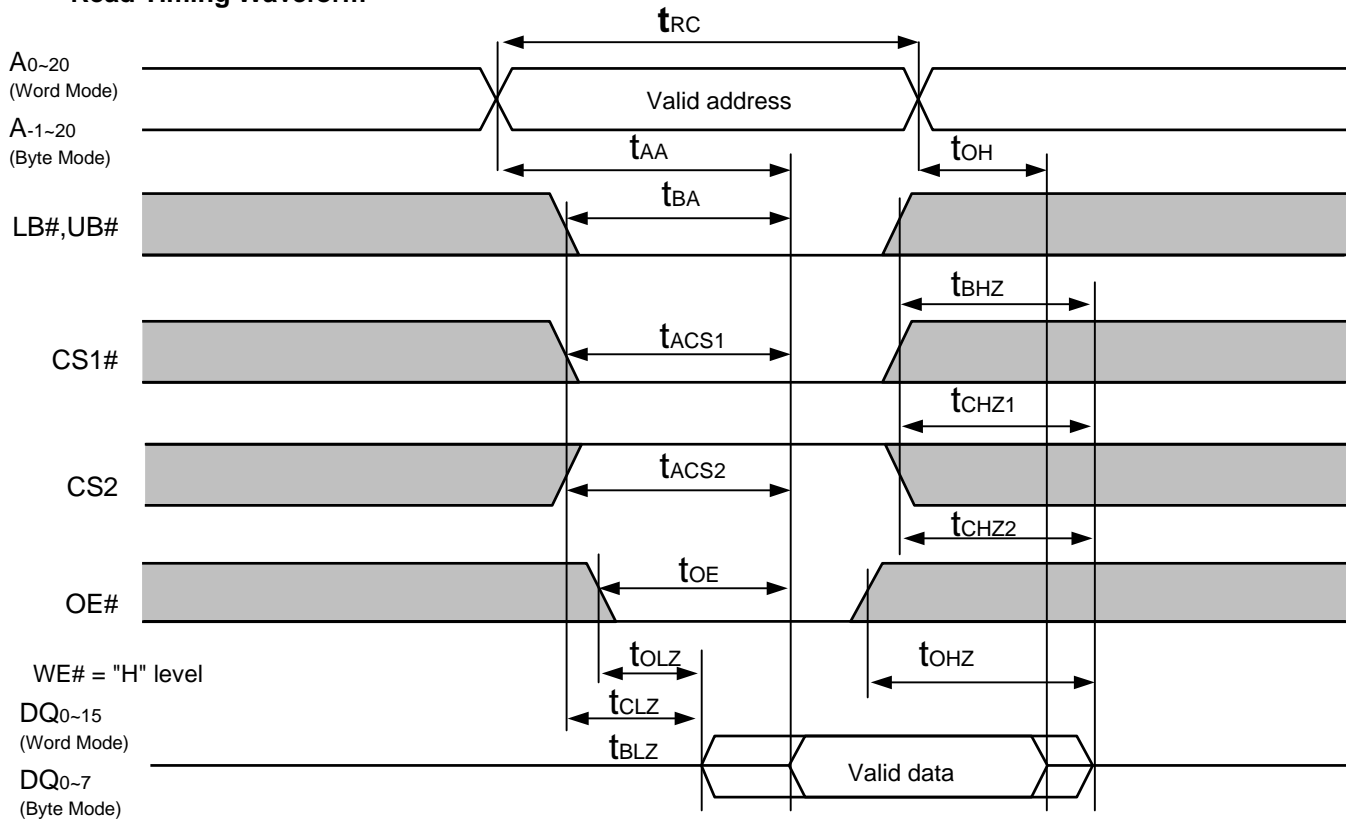 Read Timing Waveform
tRC
A0~20
(Word Mode)
Valid address
A-1~20
(Byte Mode)
tAA
tOH
tBA
LB#,UB#
tBHZ
tACS1
CS1#
tCHZ1
tACS2
CS2
tCHZ2
tOE
OE#
tOLZ
tOHZ
WE# = "H" level
tCLZ
DQ0~15
(Word Mode)
tBLZ
Valid data
DQ0~7
(Byte Mode)